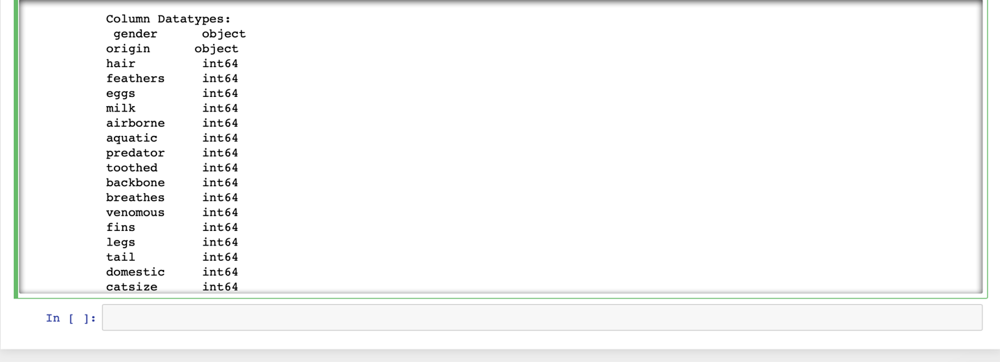 Column Datatypes:
 gender      object
origin      object
hair         int64
feathers     int64
eggs         int64
milk         int64
airborne     int64
aquatic      int64
predator     int64
toothed      int64
backbone     int64
breathes     int64
venomous     int64
fins         int64
legs         int64
tail         int64
domestic     int64
catsize      int64
In [ ]: